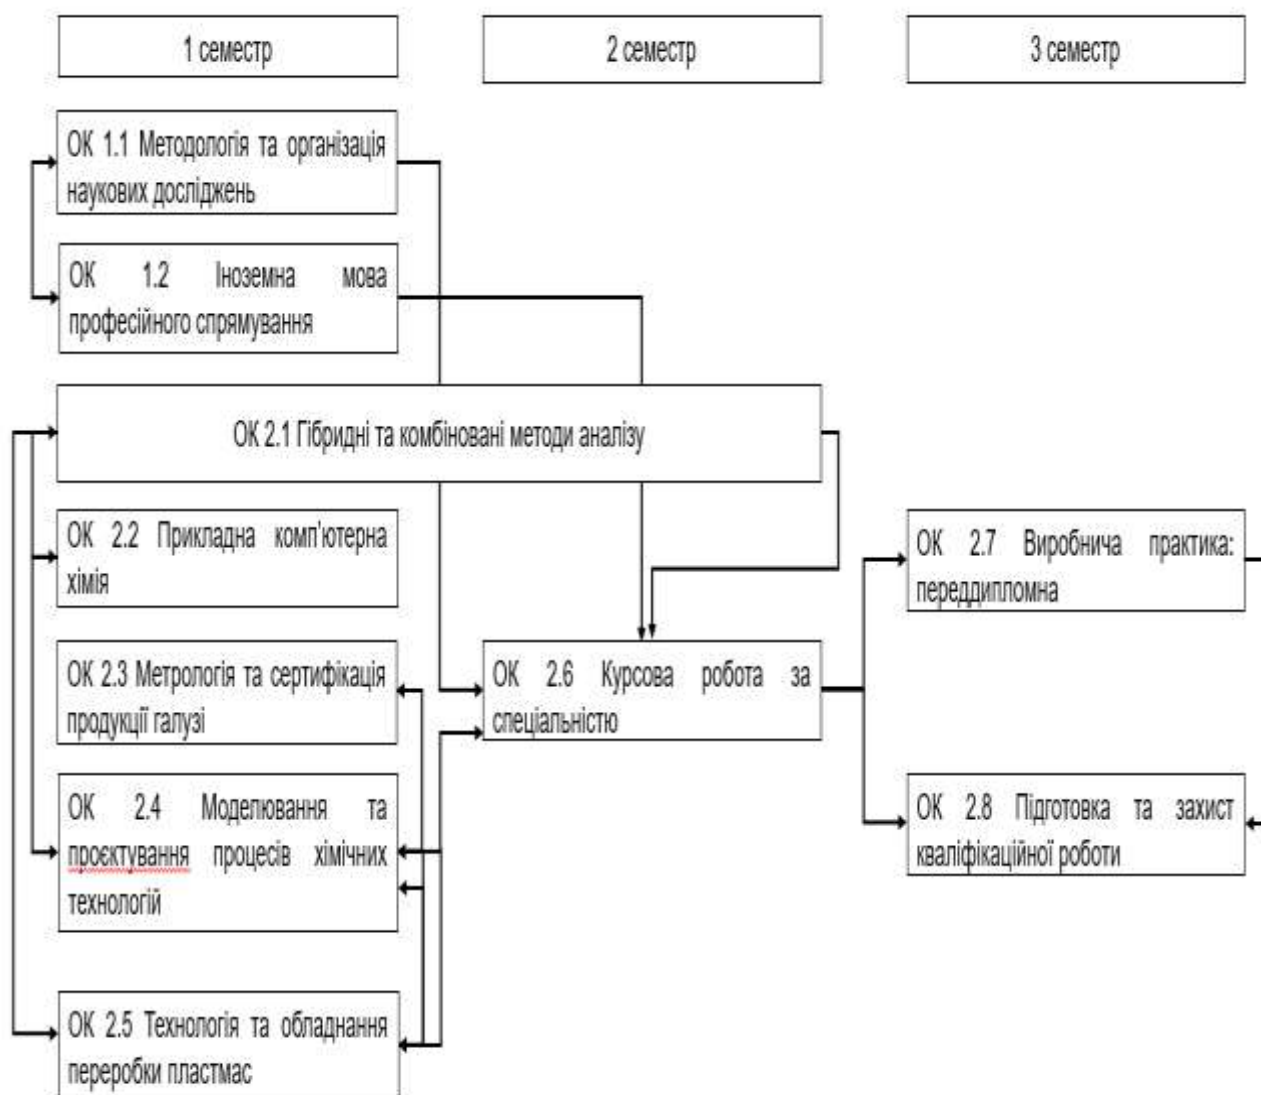 1 семестр
2 семестр
3 семестр
ОК 1.1 Методологія та організація
наукових досліджень
ОК 1.2 Іноземна мова
професійного спрямування
ОК 2.1 Гібридні та комбіновані методи аналізу
ОК 2.2 Прикладна комп'ютерна
хімія
ОК 2.3 Метрологія та сертифікація
продукції галузі
ОК 2.4 Моделювання та
проєктування процесів хімічних
технологій
ОК 2.5 Технологія та обладнання
переробки пластмас
ОК 2.6 Курсова робота за
спеціальністю
ОК 2.7 Виробнича практика:
переддипломна
ОК 2.8 Підготовка та захист
кваліфікаційної роботи